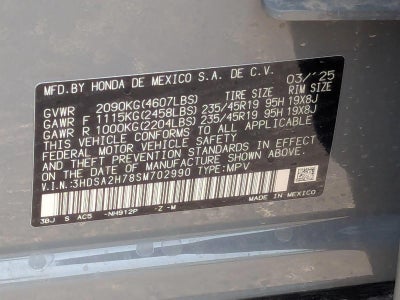 MFD.BY HONDA DE MEXICO S.A. DE C.V. 03/'25
TIRE SIZE RIM SIZE
GVWR 2090KG(4607LBS)
GAWR F 1115KG(2458LBS) 235/45R19 95H 19X8J
GAWR R 1000KG(2204LBS) 235/45R19 95H 19X8J
THIS VEHICLE CONFORMS TO ALL APPLICABLE
FEDERAL MOTOR VEHICLE SAFETY
AND THEFT PREVENTION STANDARDS IN EFFECT
ON THE DATE OF MANUFACTURE SHOWN ABOVE.
V.I.N.:3HDSA2H78SM702990 TYPE:MPV
3BJ S AC5 -NH912P -Z -M MADE IN MEXICO